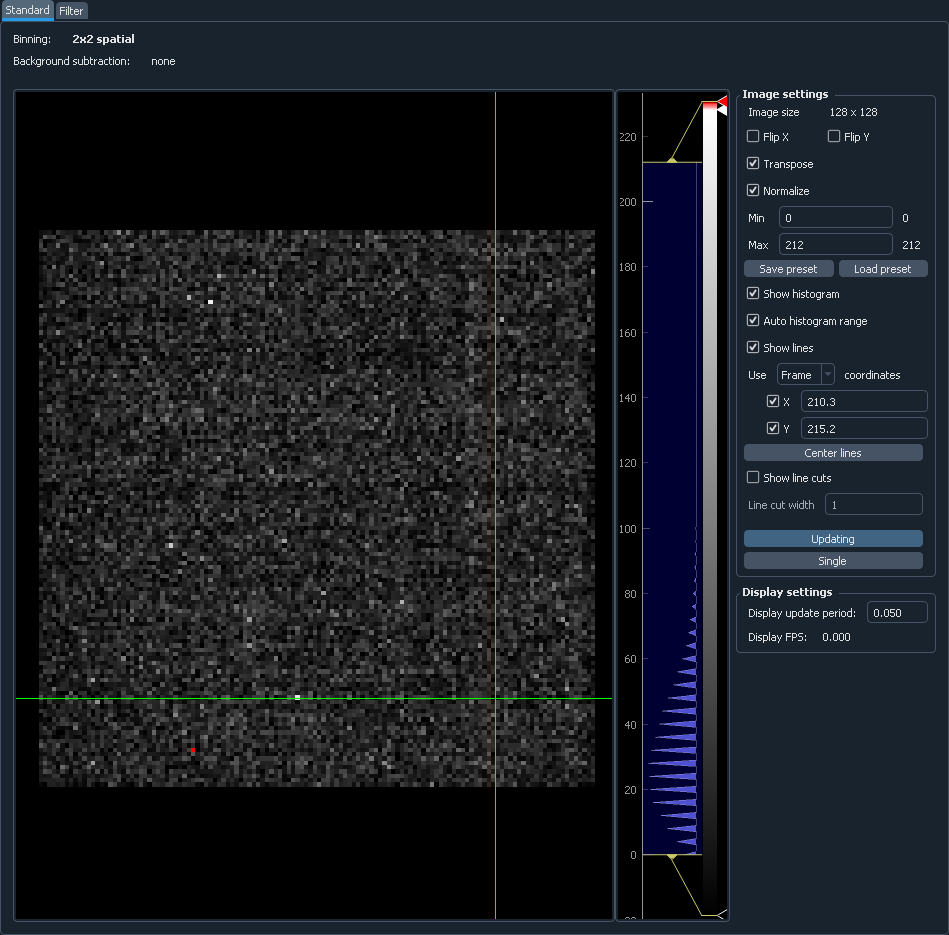 Standard Filter
Binning: 2x2 spatial
Background subtraction: none
220
200
180
160
140
120
100
80
60
40
20
0
Image settings
Image size 128 x 128
Flip X Flip Y
Transpose
Normalize
Min 0 0
Max 212 212
Save preset Load preset
Show histogram
Auto histogram range
Show lines
Use Frame coordinates
X 210.3
Y 215.2
Center lines
Show line cuts
Line cut width 1
Updating
Single
Display settings
Display update period: 0.050
Display FPS: 0.000